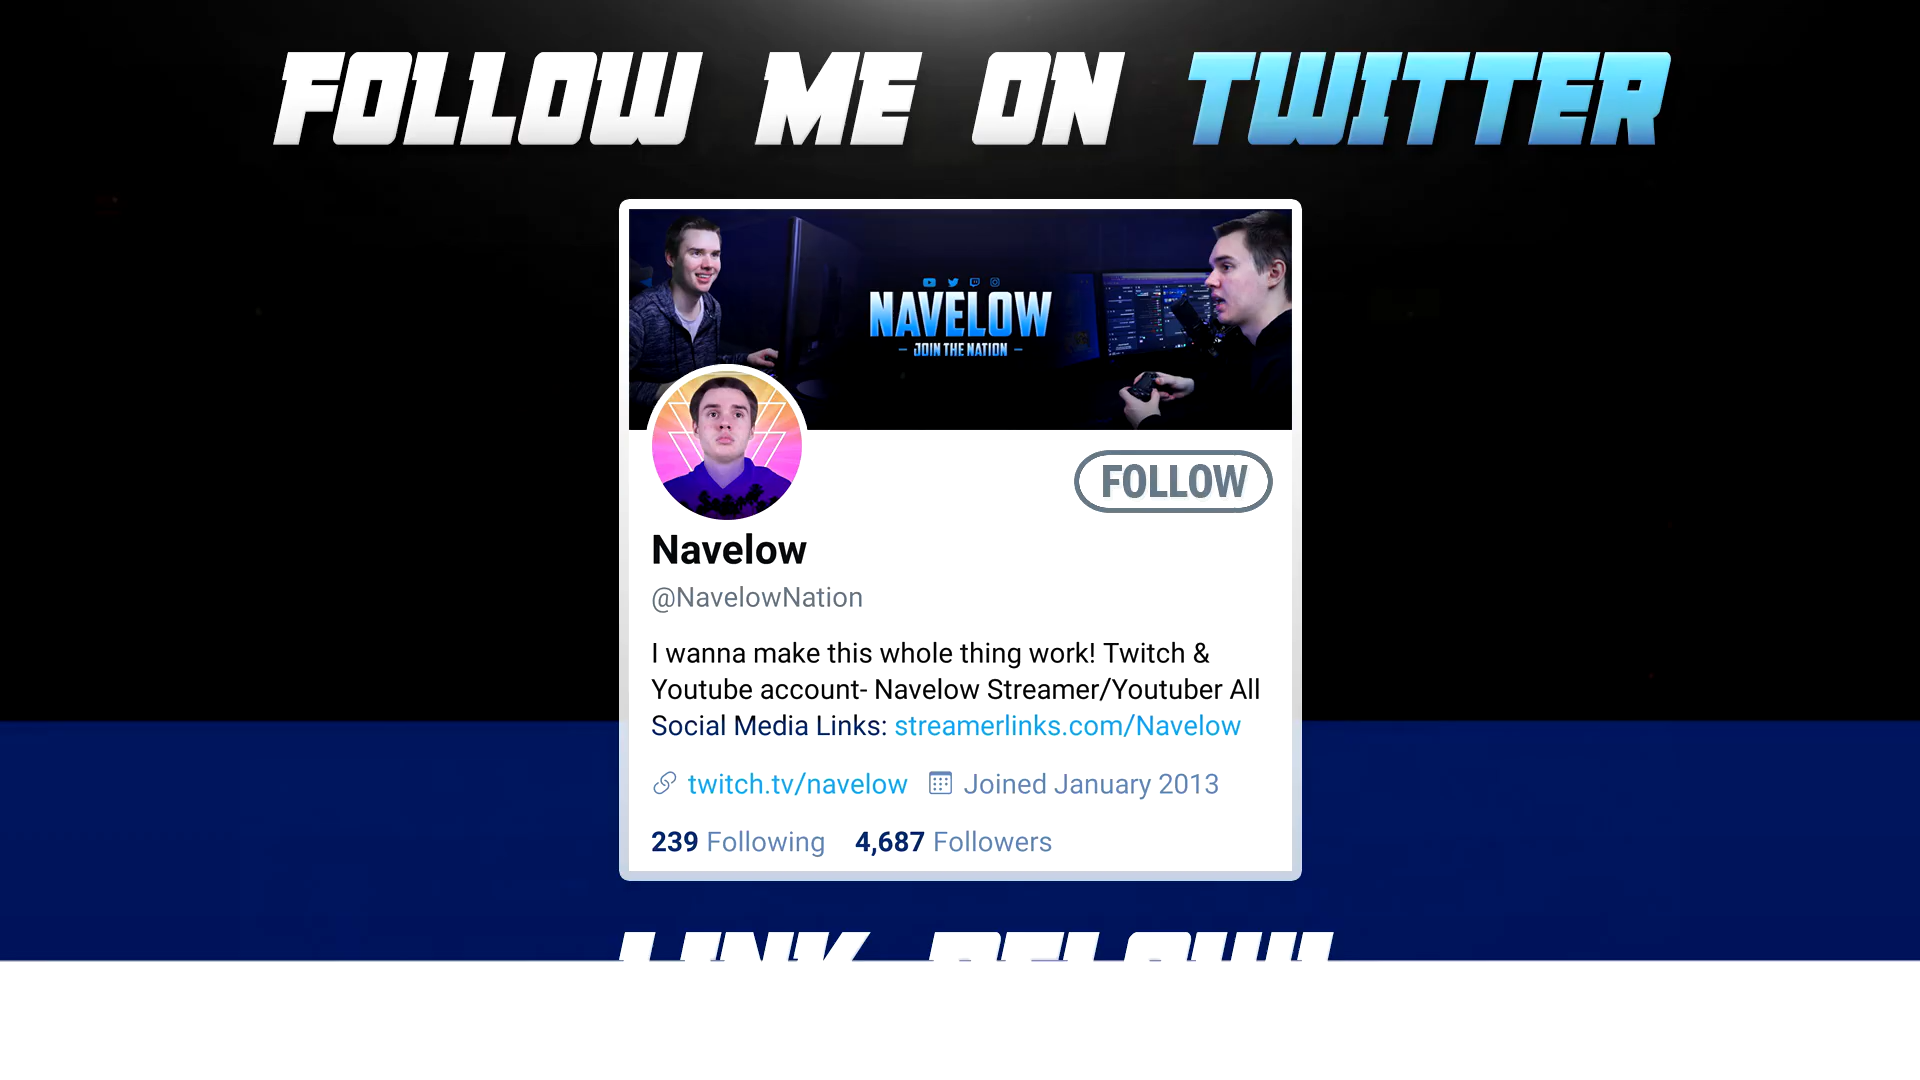 FOLLOW ME ON TWITTER
NAVELOW
- JOIN THE NATION -
FOLLOW
Navelow
@NavelowNation
I wanna make this whole thing work! Twitch &
Youtube account- Navelow Streamer/Youtuber All
Social Media Links: streamerlinks.com/Navelow
twitch.tv/navelow Joined January 2013
239 Following 4,687 Followers
LINK BELOW!